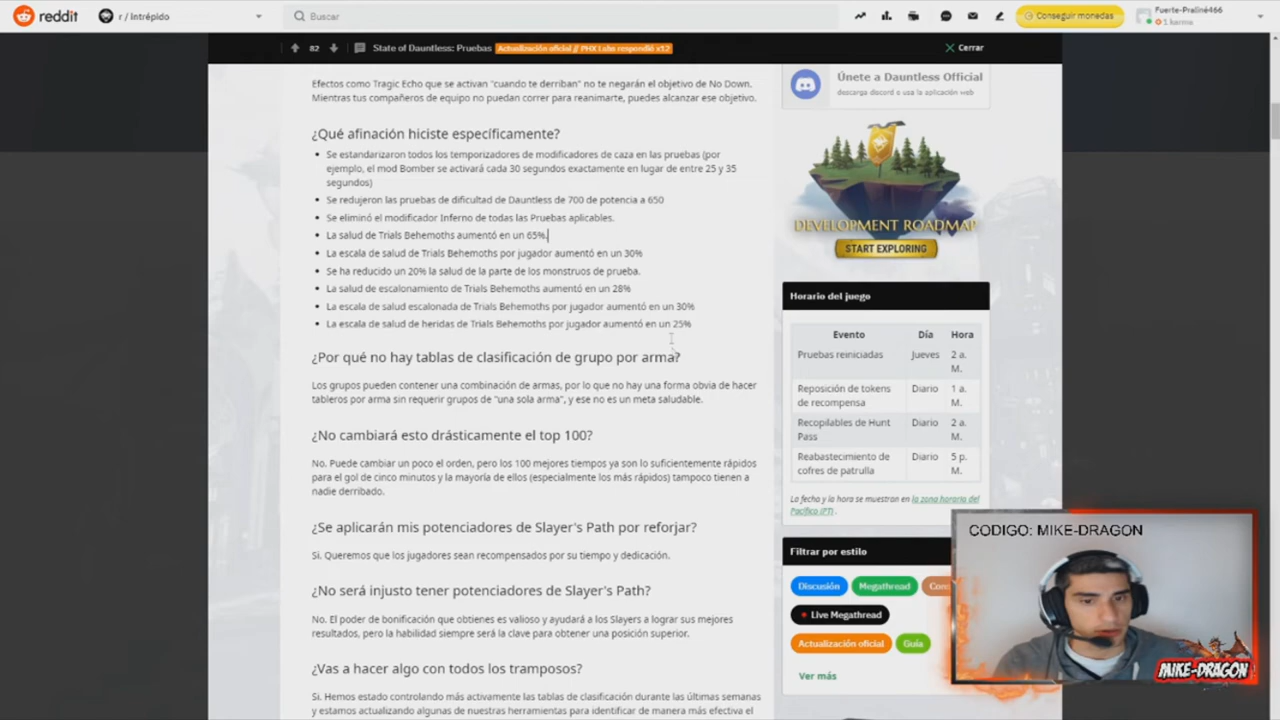 reddit
r / Intrépido
Buscar
Conseguir monedas
Fuerte-Praliné466
1 karma
82
State of Dauntless: Pruebas
Actualización oficial // PHX Labs respondió x12
Cerrar
Efectos como Tragic Echo que se activan "cuando te derriban" no te negarán el objetivo de No Down.
Mientras tus compañeros de equipo no puedan correr para reanimarte, puedes alcanzar ese objetivo.
¿Qué afinación hiciste específicamente?
Se estandarizaron todos los temporizadores de modificadores de caza en las pruebas (por
ejemplo, el mod Bomber se activará cada 30 segundos exactamente en lugar de entre 25 y 35
segundos)
Se redujeron las pruebas de dificultad de Dauntless de 700 de potencia a 650
Se eliminó el modificador Inferno de todas las Pruebas aplicables.
La salud de Trials Behemoths aumentó en un 65%.
La escala de salud de Trials Behemoths por jugador aumentó en un 30%
Se ha reducido un 20% la salud de la parte de los monstruos de prueba.
La salud de escalonamiento de Trials Behemoths aumentó en un 28%
La escala de salud escalonada de Trials Behemoths por jugador aumentó en un 30%
La escala de salud de heridas de Trials Behemoths por jugador aumentó en un 25%
¿Por qué no hay tablas de clasificación de grupo por arma?
Los grupos pueden contener una combinación de armas, por lo que no hay una forma obvia de hacer
tableros por arma sin requerir grupos de "una sola arma", y ese no es un meta saludable.
¿No cambiará esto drásticamente el top 100?
No. Puede cambiar un poco el orden, pero los 100 mejores tiempos ya son lo suficientemente rápidos
para el gol de cinco minutos y la mayoría de ellos (especialmente los más rápidos) tampoco tienen a
nadie derribado.
¿Se aplicarán mis potenciadores de Slayer's Path por reforjar?
Si. Queremos que los jugadores sean recompensados por su tiempo y dedicación.
¿No será injusto tener potenciadores de Slayer's Path?
No. El poder de bonificación que obtienes es valioso y ayudará a los Slayers a lograr sus mejores
resultados, pero la habilidad siempre será la clave para obtener una posición superior.
¿Vas a hacer algo con todos los tramposos?
Si. Hemos estado controlando más activamente las tablas de clasificación durante las últimas semanas
y estamos actualizando algunas de nuestras herramientas para identificar de manera más efectiva el
Únete a Dauntless Official
descarga discord o usa la aplicación web
DEVELOPMENT ROADMAP
START EXPLORING
Horario del juego
Evento Día Hora
Pruebas reiniciadas Jueves 2 a.
M.
Reposición de tokens Diario 1 a.
de recompensa M.
Recopilables de Hunt Diario 2 a.
Pass M.
Reabastecimiento de Diario 5 p.
cofres de patrulla M.
La fecha y la hora se muestran en la zona horaria del
Pacífico (PT) .
Filtrar por estilo
Discusión
Megathread
Live Megathread
Actualización oficial
Guía
Ver más
CODIGO: MIKE-DRAGON
MIKE-DRAGON